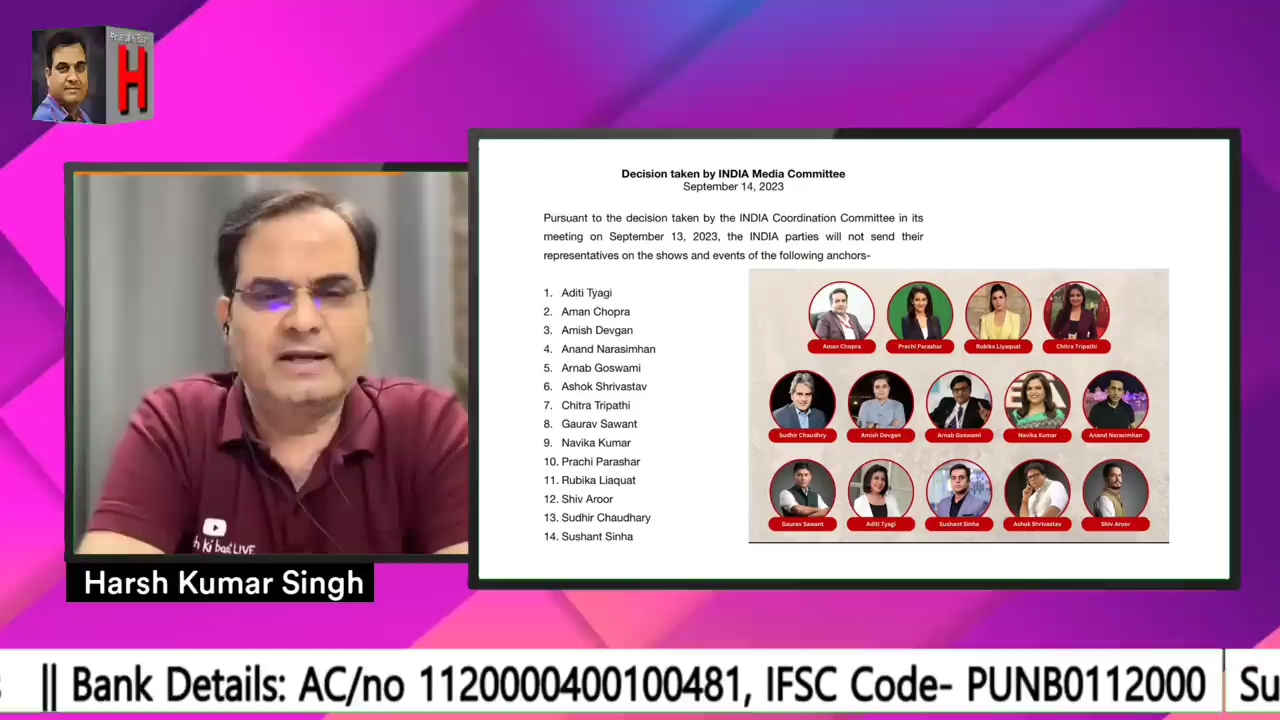 #HarshKiBaat
H
Decision taken by INDIA Media Committee
September 14, 2023
Pursuant to the decision taken by the INDIA Coordination Committee in its
meeting on September 13, 2023, the INDIA parties will not send their
representatives on the shows and events of the following anchors-
1. Aditi Tyagi
2. Aman Chopra
3. Amish Devgan
4. Anand Narasimhan
5. Arnab Goswami
6. Ashok Shrivastav
7. Chitra Tripathi
8. Gaurav Sawant
9. Navika Kumar
10. Prachi Parashar
11. Rubika Liaquat
12. Shiv Aroor
13. Sudhir Chaudhary
14. Sushant Sinha
Aman Chopra Prachi Parashar Rubika Liyaquat Chitra Tripathi
Sudhir Chaudhry Amish Devgan Arnab Goswami Navika Kumar Anand Narasimhan
Gaurav Sawant Aditi Tyagi Sushant Sinha Ashok Shrivastav Shiv Aroor
h ki baat LIVE
Harsh Kumar Singh
|| Bank Details: AC/no 1120000400100481, IFSC Code- PUNB0112000 Su